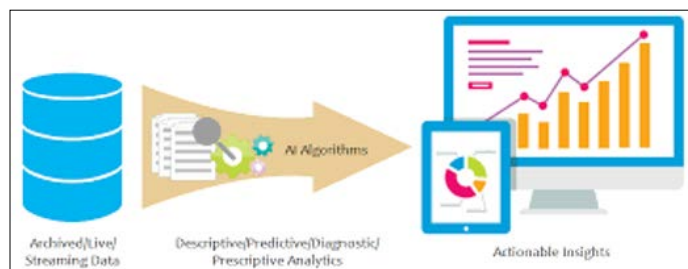 AI Algorithms
Archived/Live/
Streaming Data
Descriptive/Predictive/Diagnostic/
Prescriptive Analytics
Actionable Insights